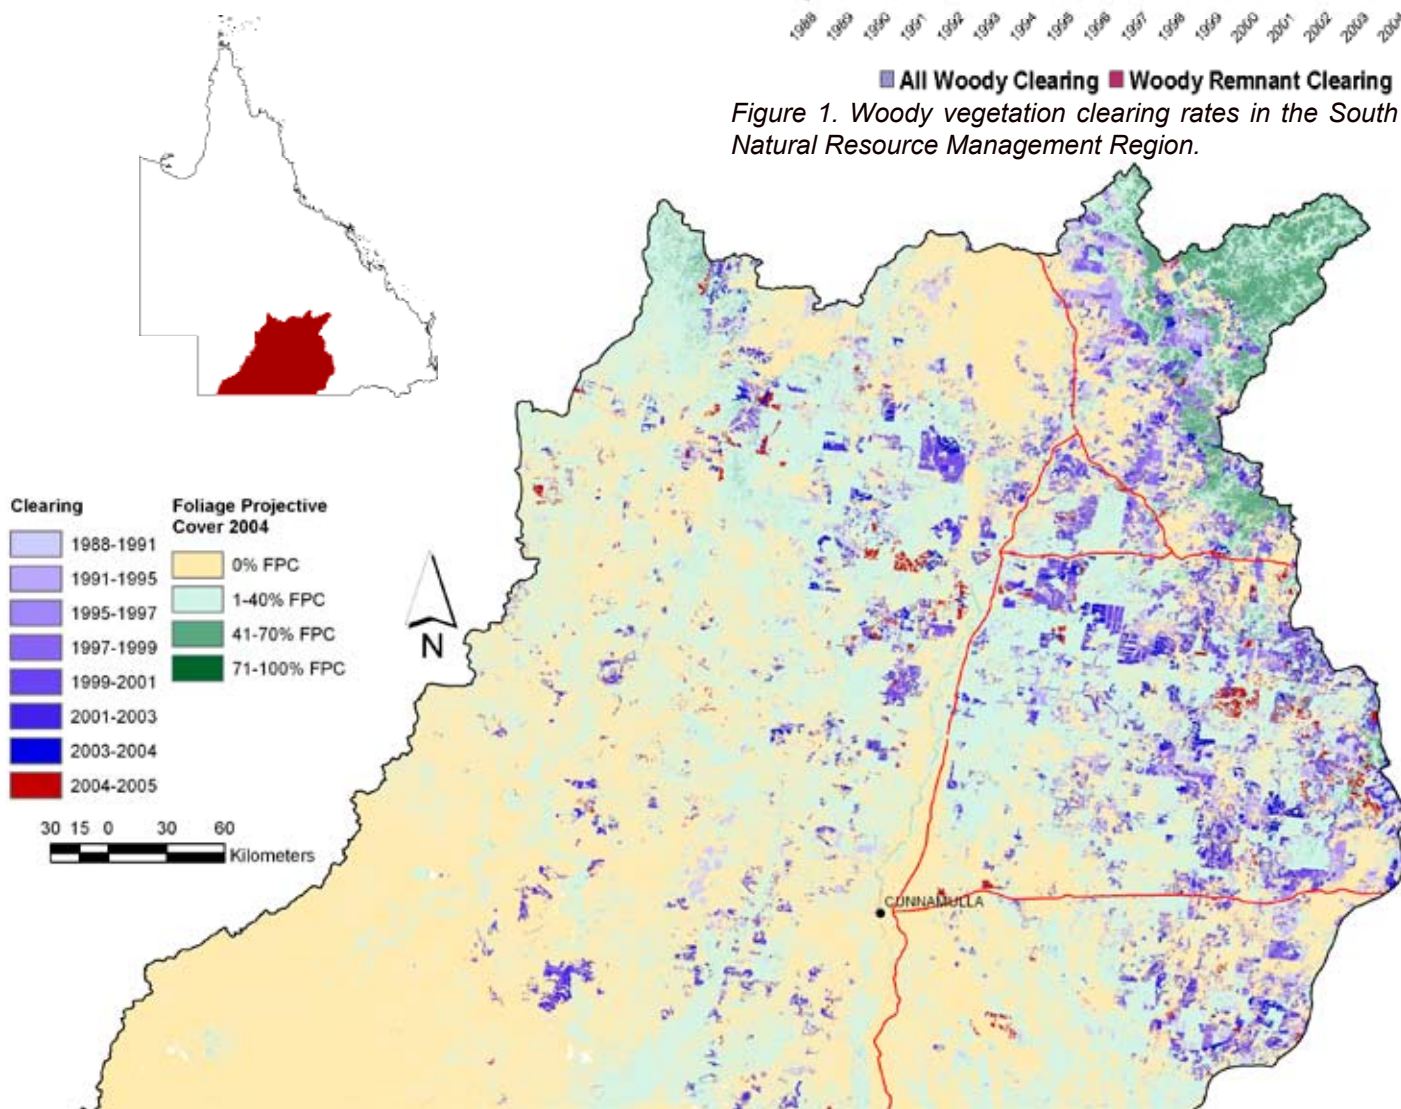 1988 1989 1990 1991 1992 1993 1994 1995 1996 1997 1998 1999 2000 2001 2002 2003 2004
All Woody Clearing Woody Remnant Clearing
Figure 1. Woody vegetation clearing rates in the South
Natural Resource Management Region.
Clearing
1988-1991
1991-1995
1995-1997
1997-1999
1999-2001
2001-2003
2003-2004
2004-2005
Foliage Projective
Cover 2004
0% FPC
1-40% FPC
41-70% FPC
71-100% FPC
N
30 15 0 30 60
Kilometers
CUNNAMULLA